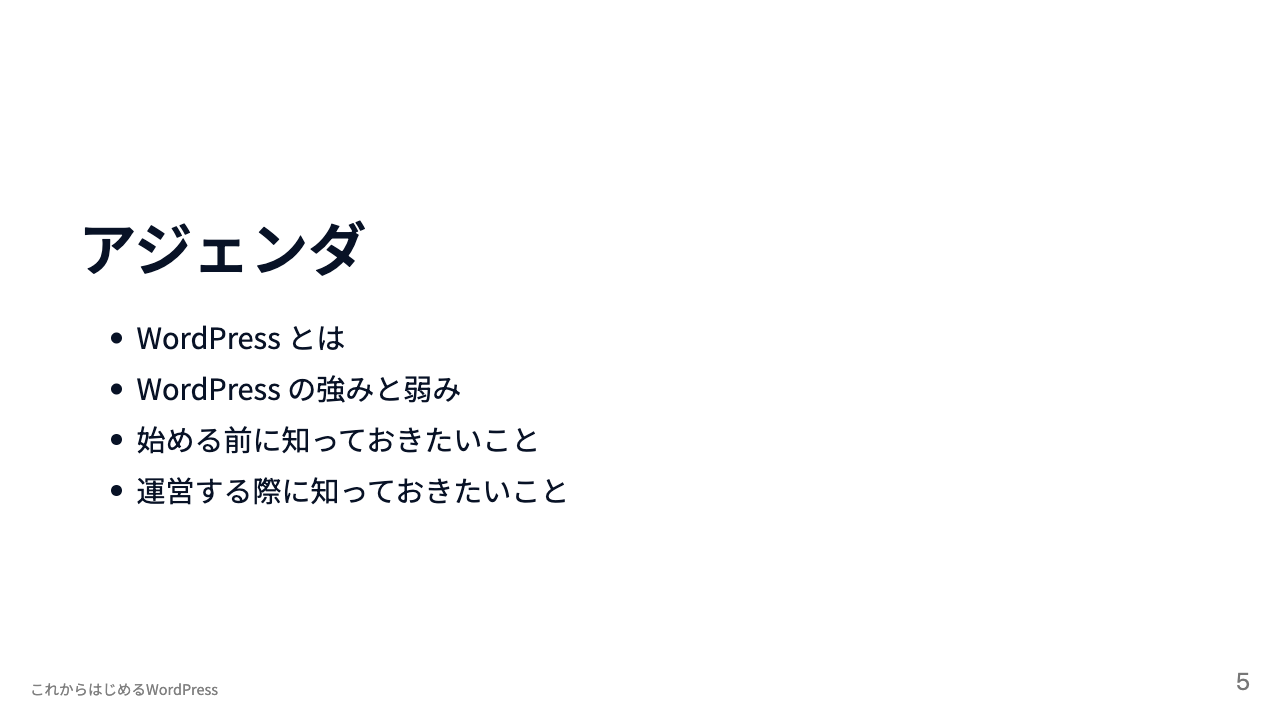 アジェンダ
• WordPress とは
• WordPress の強みと弱み
• 始める前に知っておきたいこと
• 運営する際に知っておきたいこと
これからはじめるWordPress
5